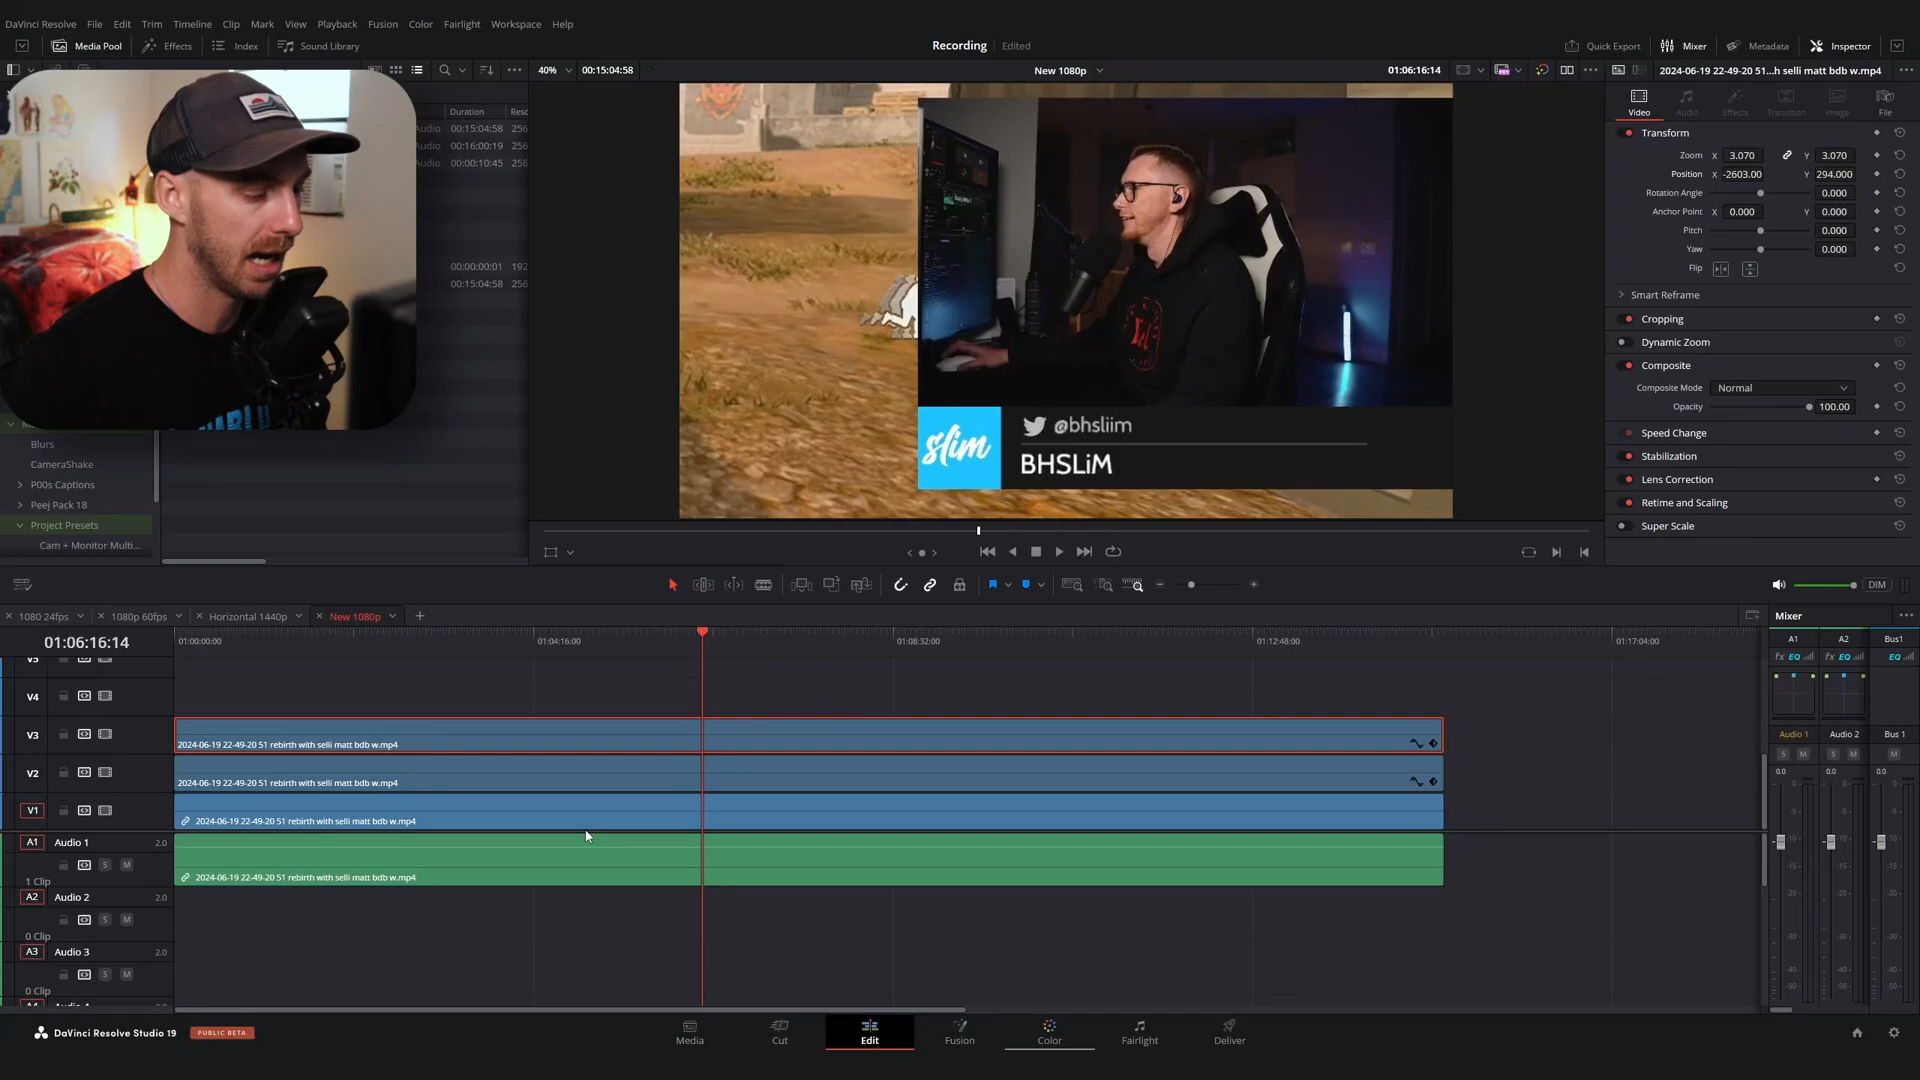 DaVinci Resolve File Edit Trim Timeline Clip Mark View Playback Fusion Color Fairlight Workspace Help
Media Pool Effects Index Sound Library
Recording Edited
Quick Export Mixer Metadata Inspector
40% 00:15:04:58
New 1080p
01:06:16:14
2024-06-19 22-49-20 51...h selli matt bdb w.mp4
Duration Resc
Audio 00:15:04:58 256
Audio 00:16:00:19 256
Audio 00:00:10:45 256
00:00:00:01 192
00:15:04:58 256
Blurs
CameraShake
P00s Captions
Peej Pack 18
Project Presets
Cam + Monitor Multi...
slim
@bhsliim
BHSLiM
Video Audio Effects Transition Image File
Transform
Zoom X 3.070 Y 3.070
Position X -2603.00 Y 294.000
Rotation Angle 0.000
Anchor Point X 0.000 Y 0.000
Pitch 0.000
Yaw 0.000
Flip
Smart Reframe
Cropping
Dynamic Zoom
Composite
Composite Mode Normal
Opacity 100.00
Speed Change
Stabilization
Lens Correction
Retime and Scaling
Super Scale
DIM
1080 24fps 1080p 60fps Horizontal 1440p New 1080p
01:06:16:14
01:00:00:00 01:04:16:00 01:08:32:00 01:12:48:00 01:17:04:00
V5
V4
V3
2024-06-19 22-49-20 51 rebirth with selli matt bdb w.mp4
V2
2024-06-19 22-49-20 51 rebirth with selli matt bdb w.mp4
V1
2024-06-19 22-49-20 51 rebirth with selli matt bdb w.mp4
A1 Audio 1 2.0
S M
1 Clip
2024-06-19 22-49-20 51 rebirth with selli matt bdb w.mp4
A2 Audio 2 2.0
S M
0 Clip
A3 Audio 3 2.0
S M
0 Clip
Mixer
A1 A2 Bus1
fx EQ fx EQ EQ
Audio 1 Audio 2 Bus 1
S M S M M
0.0 0.0 0.0
DaVinci Resolve Studio 19 PUBLIC BETA
Media Cut Edit Fusion Color Fairlight Deliver